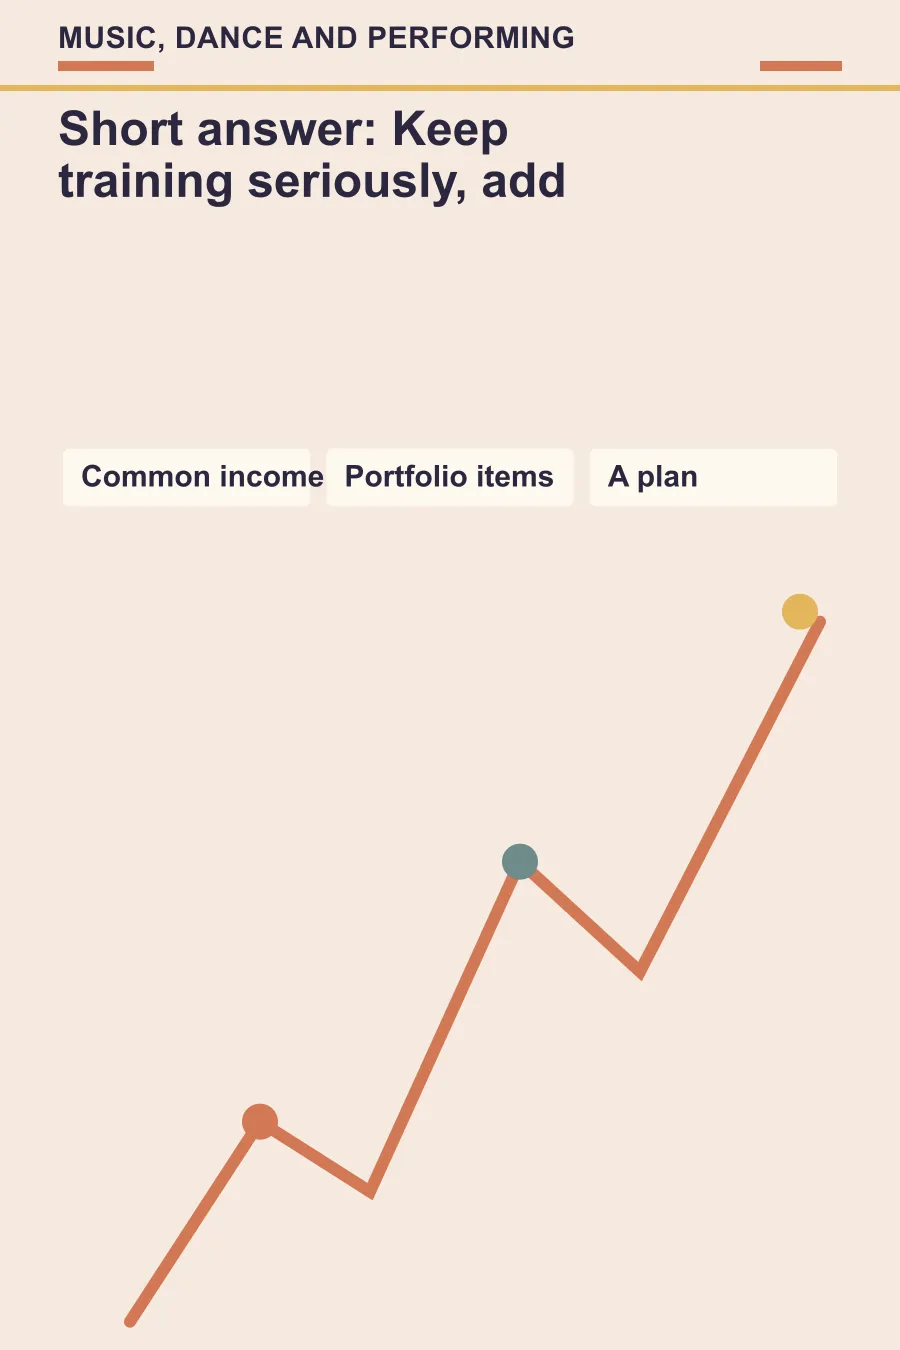 MUSIC, DANCE AND PERFORMING
Short answer: Keep
training seriously, add
Common income
Portfolio items
A plan